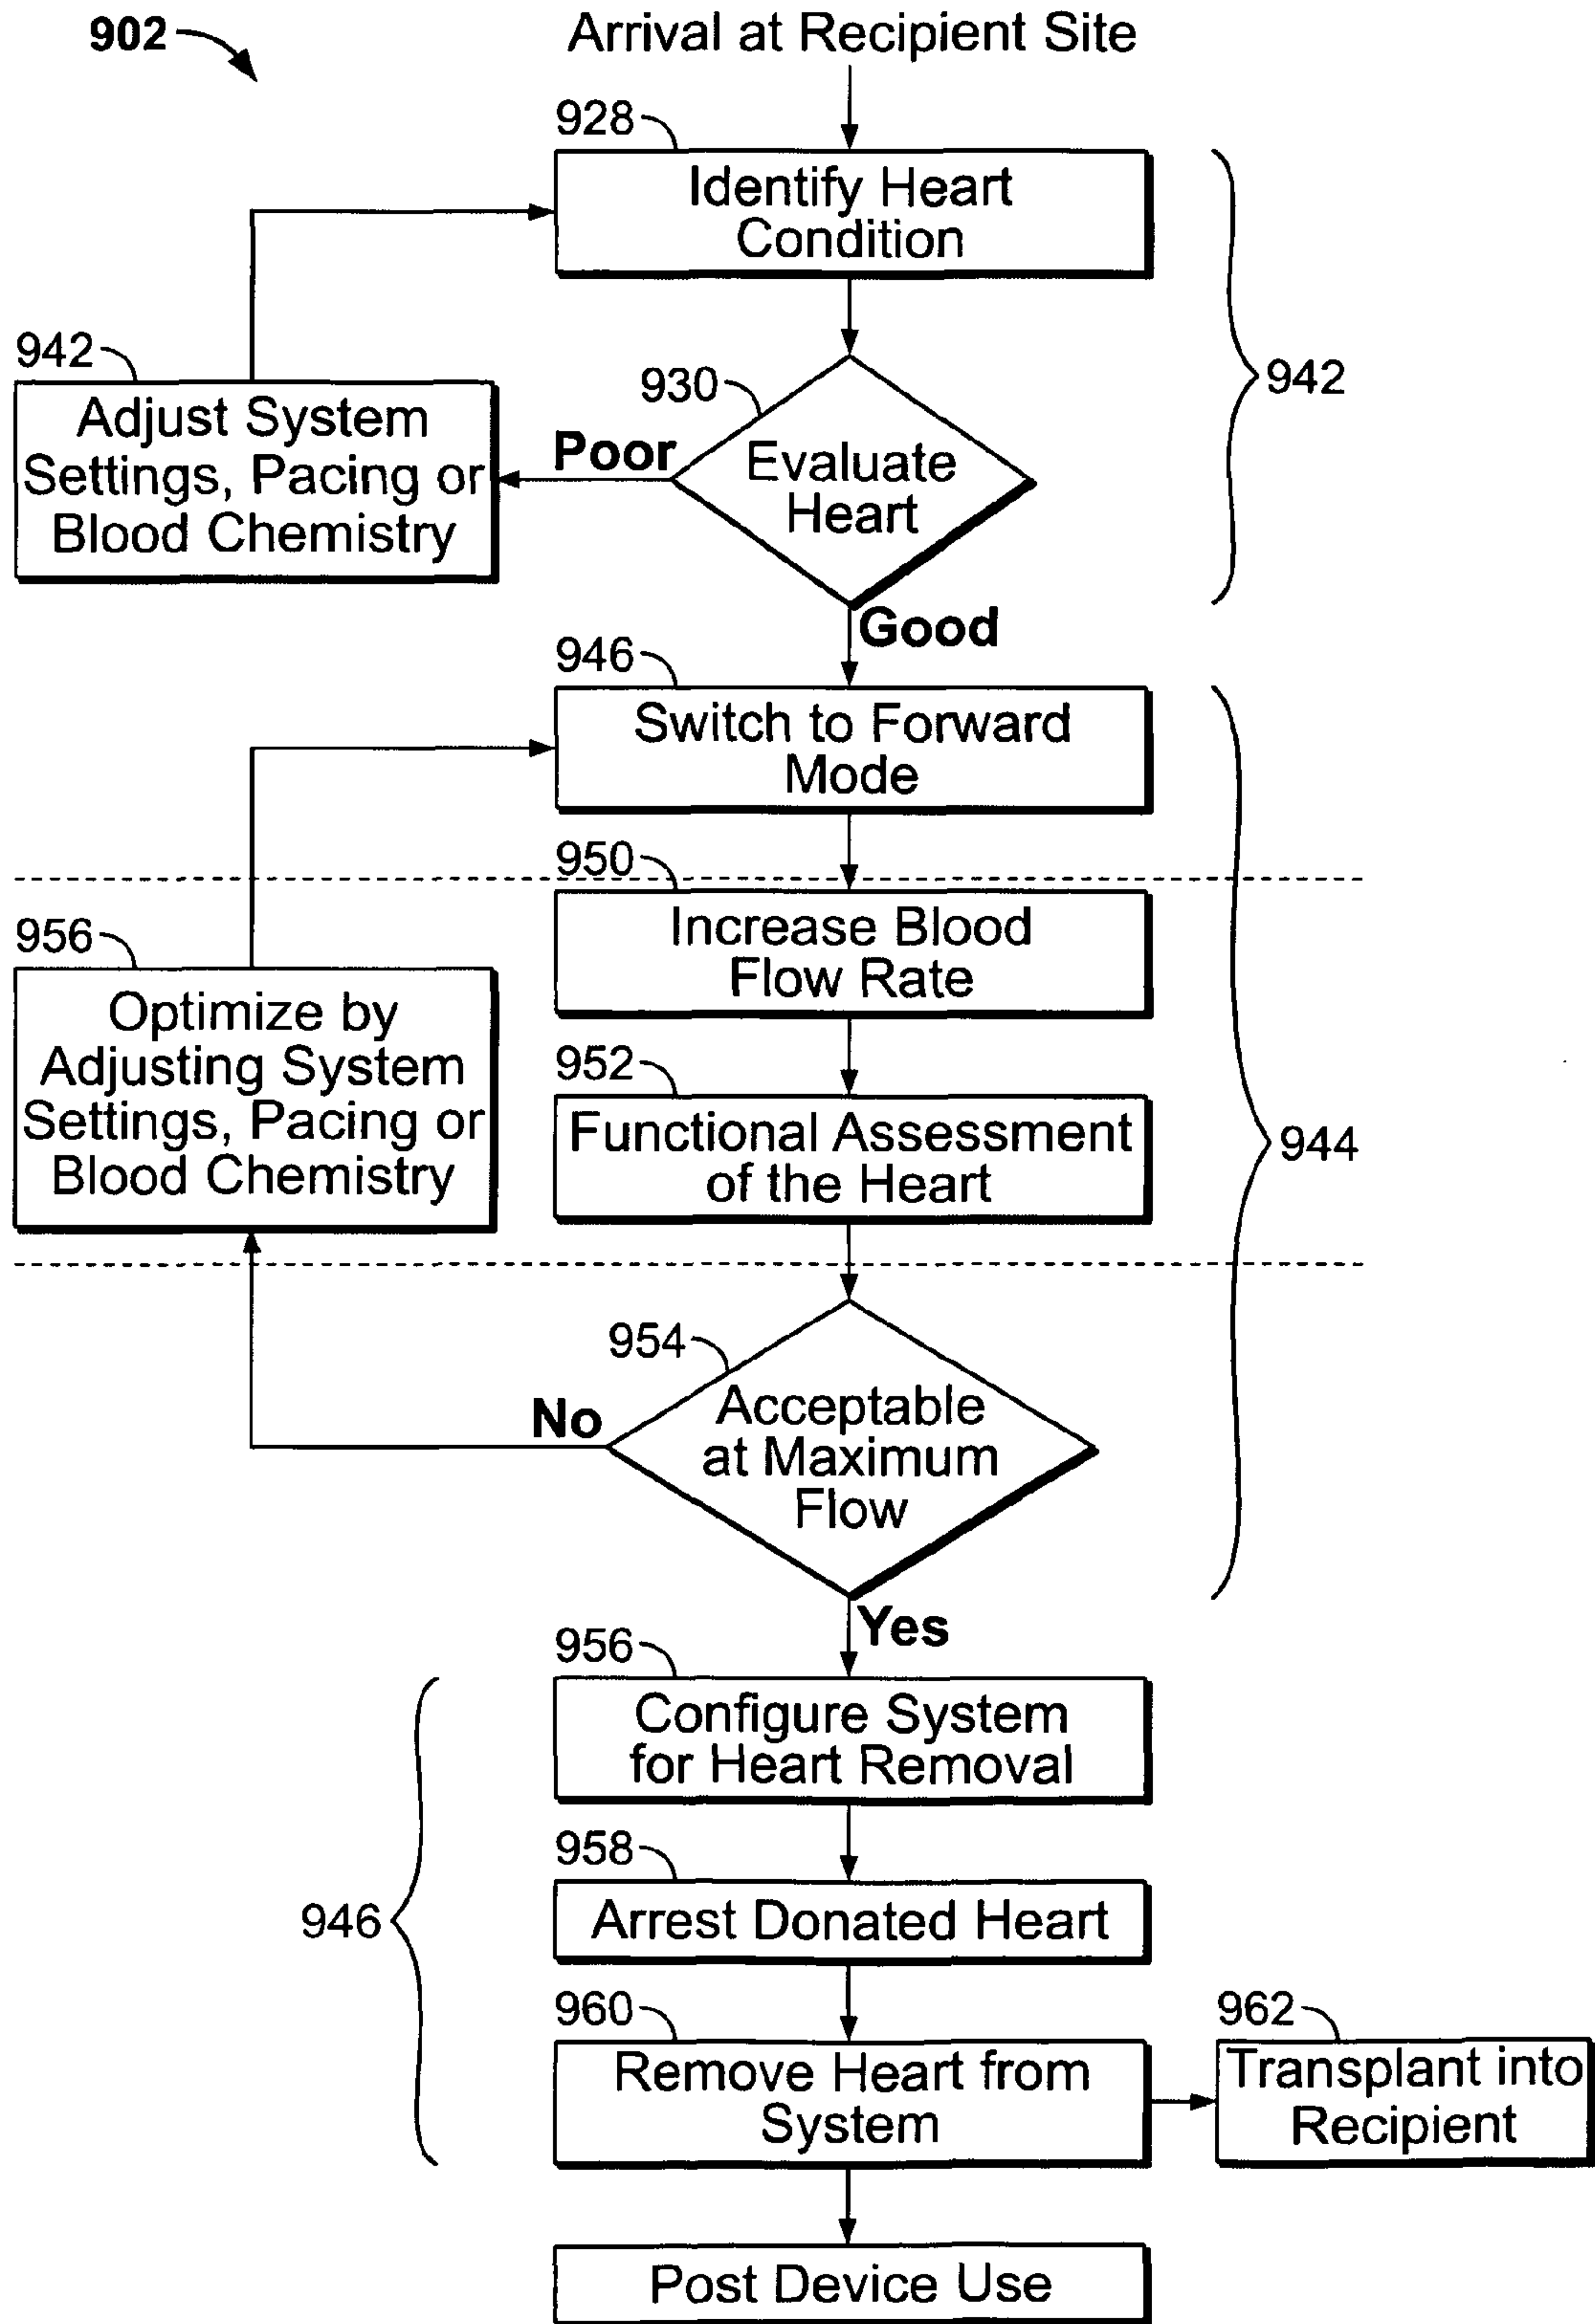 902
Arrival at Recipient Site
928
Identify Heart
Condition
942
942
Adjust System
Settings, Pacing or
Blood Chemistry
930
Evaluate
Heart
Poor
Good
946
Switch to Forward
Mode
950
Increase Blood
Flow Rate
956
Optimize by
Adjusting System
Settings, Pacing or
Blood Chemistry
952
Functional Assessment
of the Heart
944
954
Acceptable
at Maximum
Flow
No
Yes
956
Configure System
for Heart Removal
958
Arrest Donated Heart
946
960
Remove Heart from
System
962
Transplant into
Recipient
Post Device Use